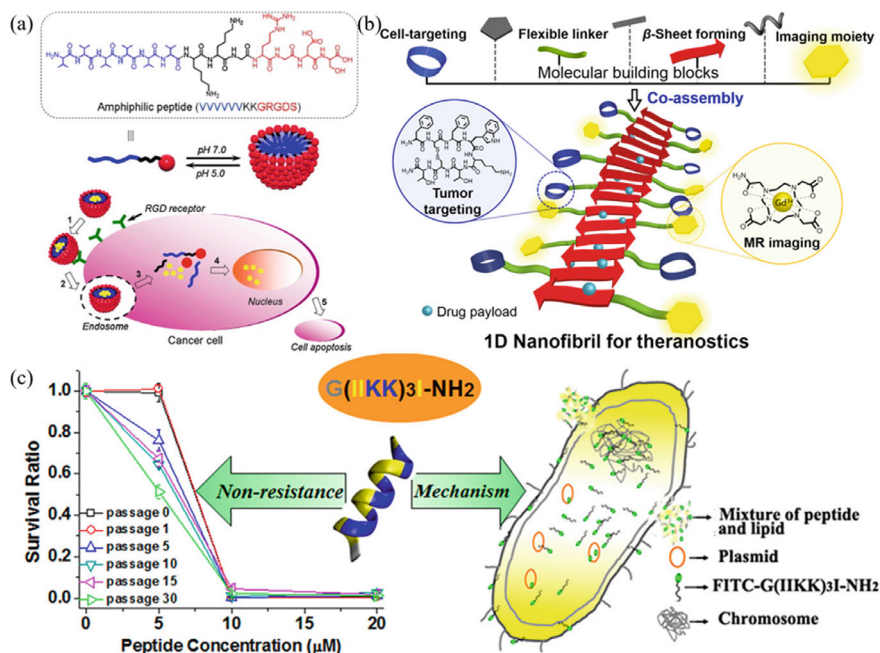 (a)
H2N
NH2
NH2
Amphiphilic peptide (VVVVVVKKGRGDS)
pH 7.0
pH 5.0
RGD receptor
1
2
3
4
5
Nucleus
Endosome
Cancer cell
Cell apoptosis
(b)
Cell-targeting
Flexible linker
β-Sheet forming
Imaging moiety
Molecular building blocks
Co-assembly
Tumor
targeting
Gd3+
MR imaging
Drug payload
1D Nanofibril for theranostics
(c)
G(IIKK)3I-NH2
Survival Ratio
1.0
0.8
0.6
0.4
0.2
0.0
passage 0
passage 1
passage 5
passage 10
passage 15
passage 30
0
5
10
20
Peptide Concentration (μM)
Non-resistance
Mechanism
Mixture of peptide
and lipid
Plasmid
FITC-G(IIKK)3I-NH2
Chromosome